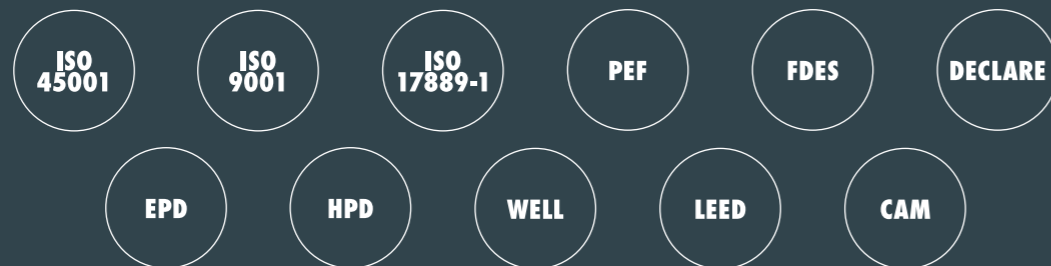 ISO
45001
ISO
9001
ISO
17889-1
PEF
FDES
DECLARE
EPD
HPD
WELL
LEED
CAM